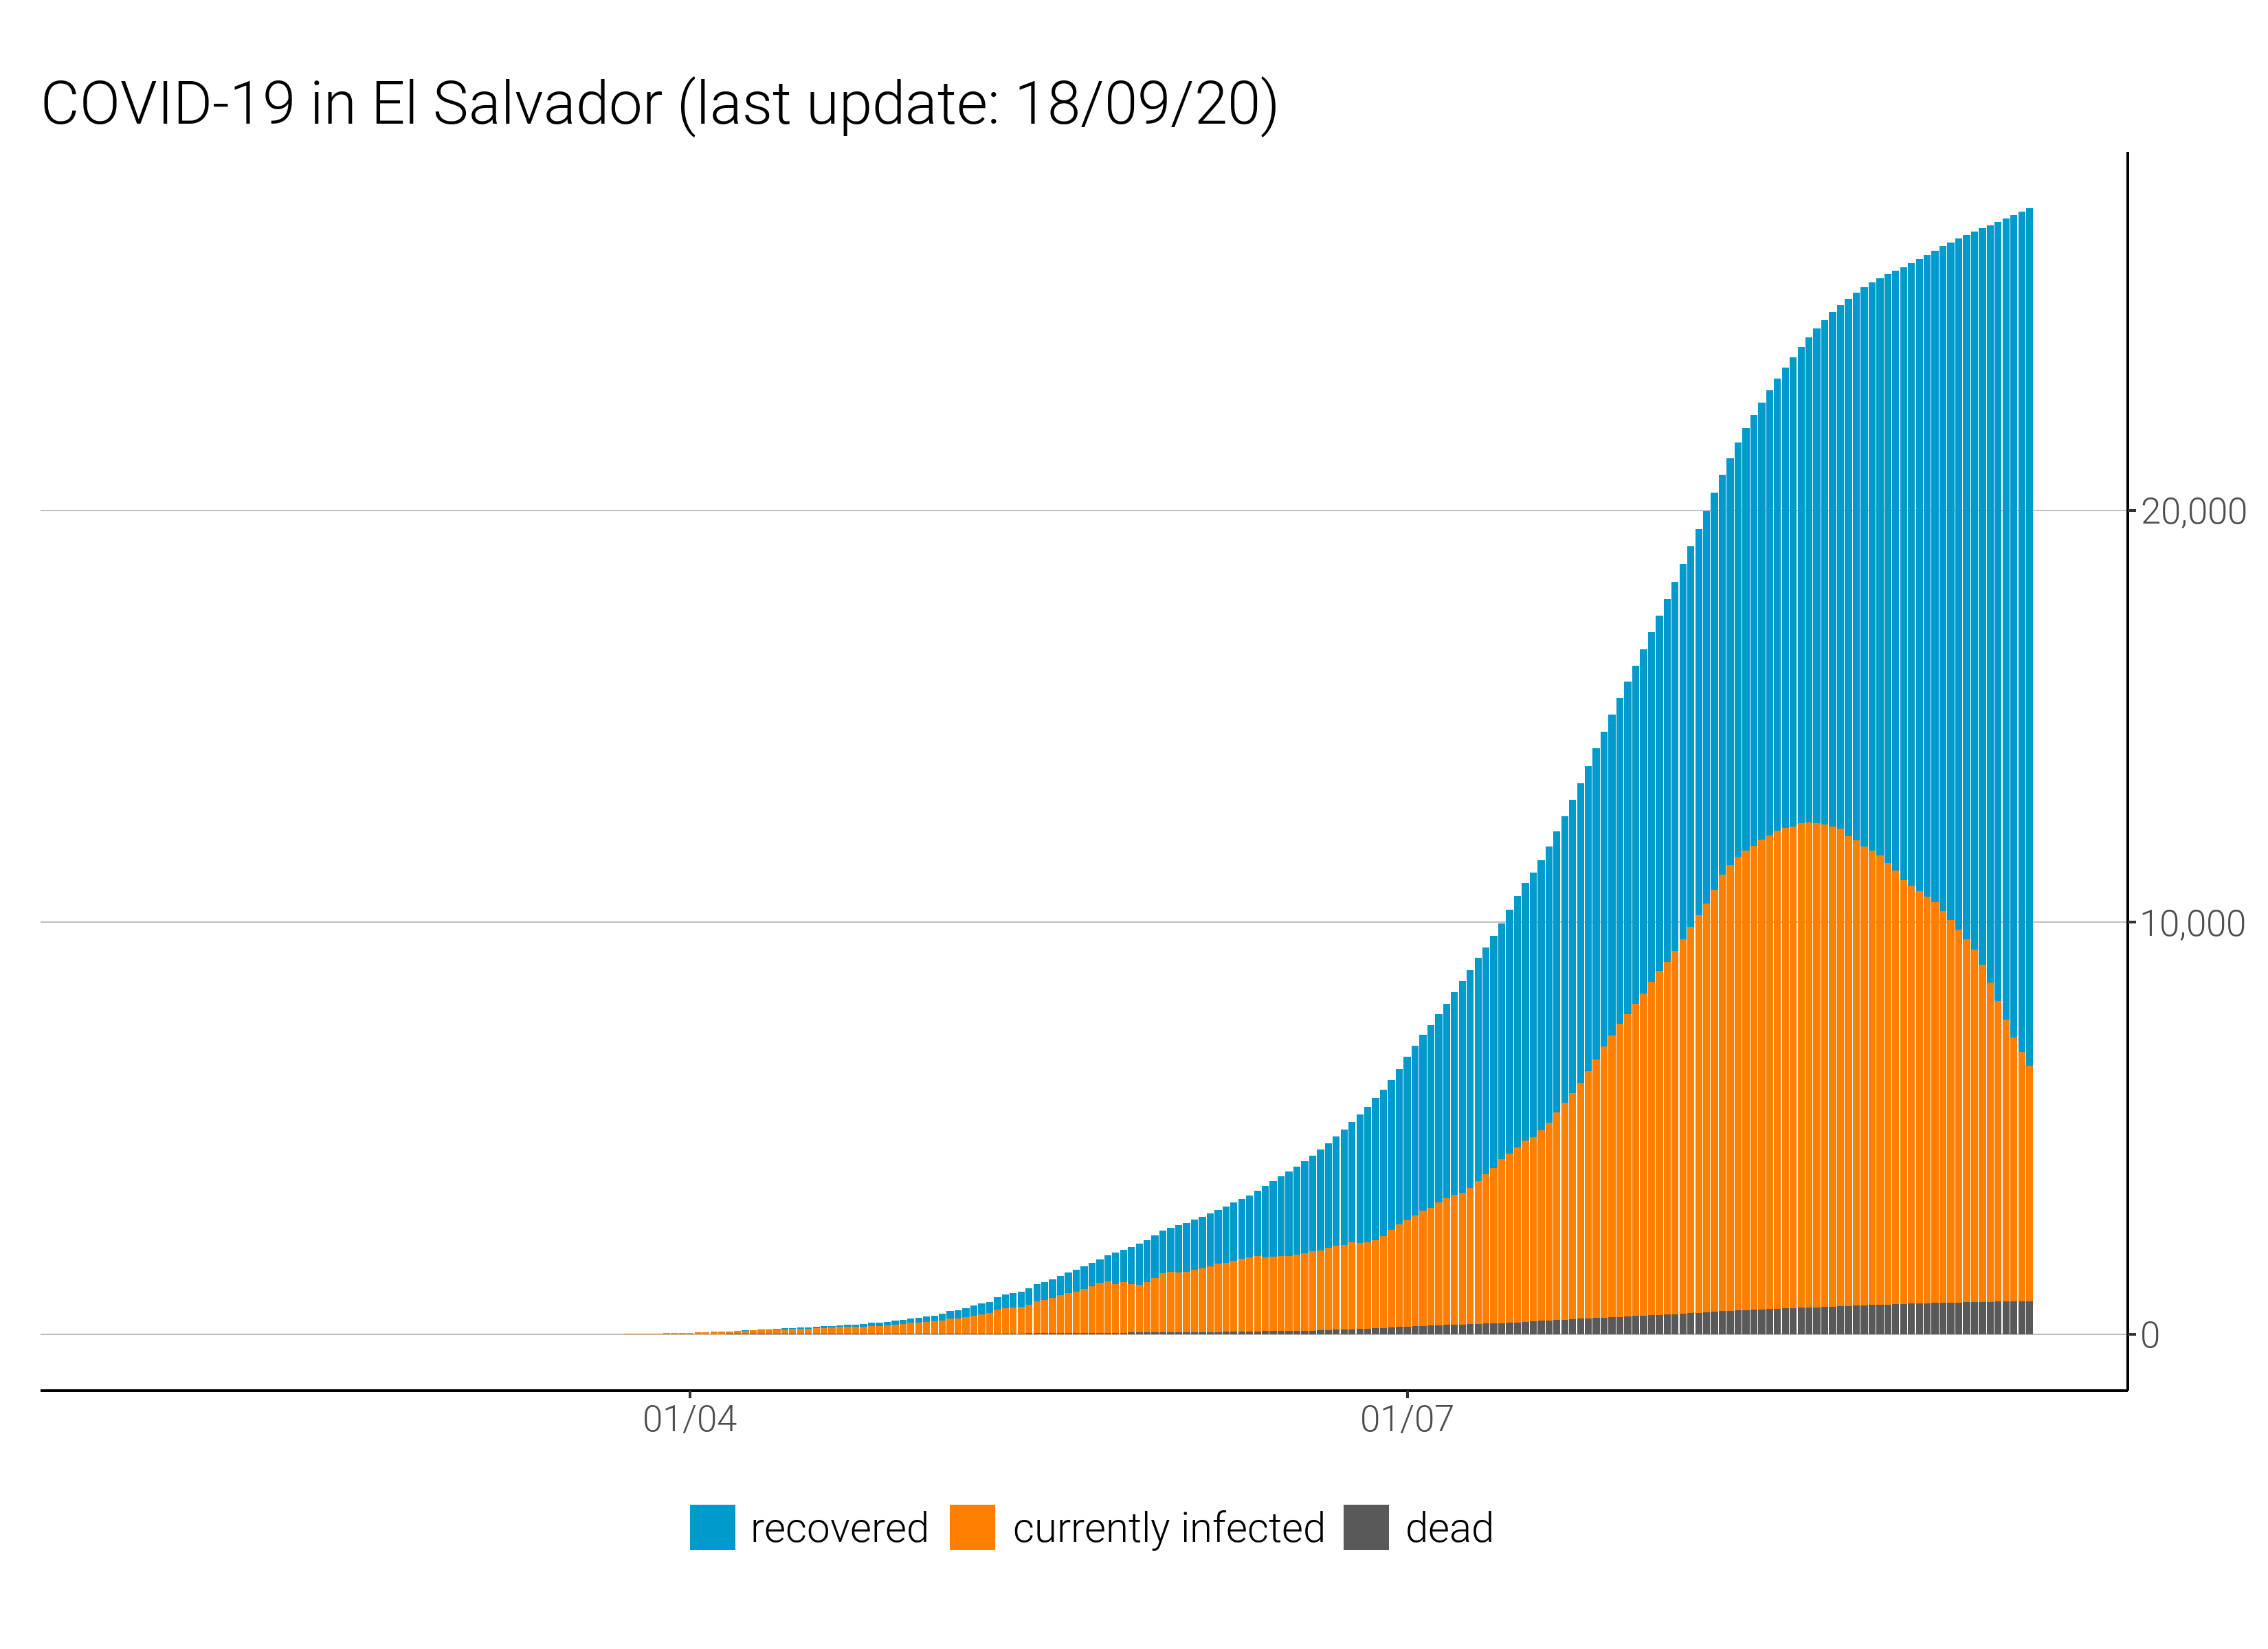 COVID-19 in El Salvador (last update: 18/09/20)
20,000
10,000
0
01/04 01/07
recovered currently infected dead